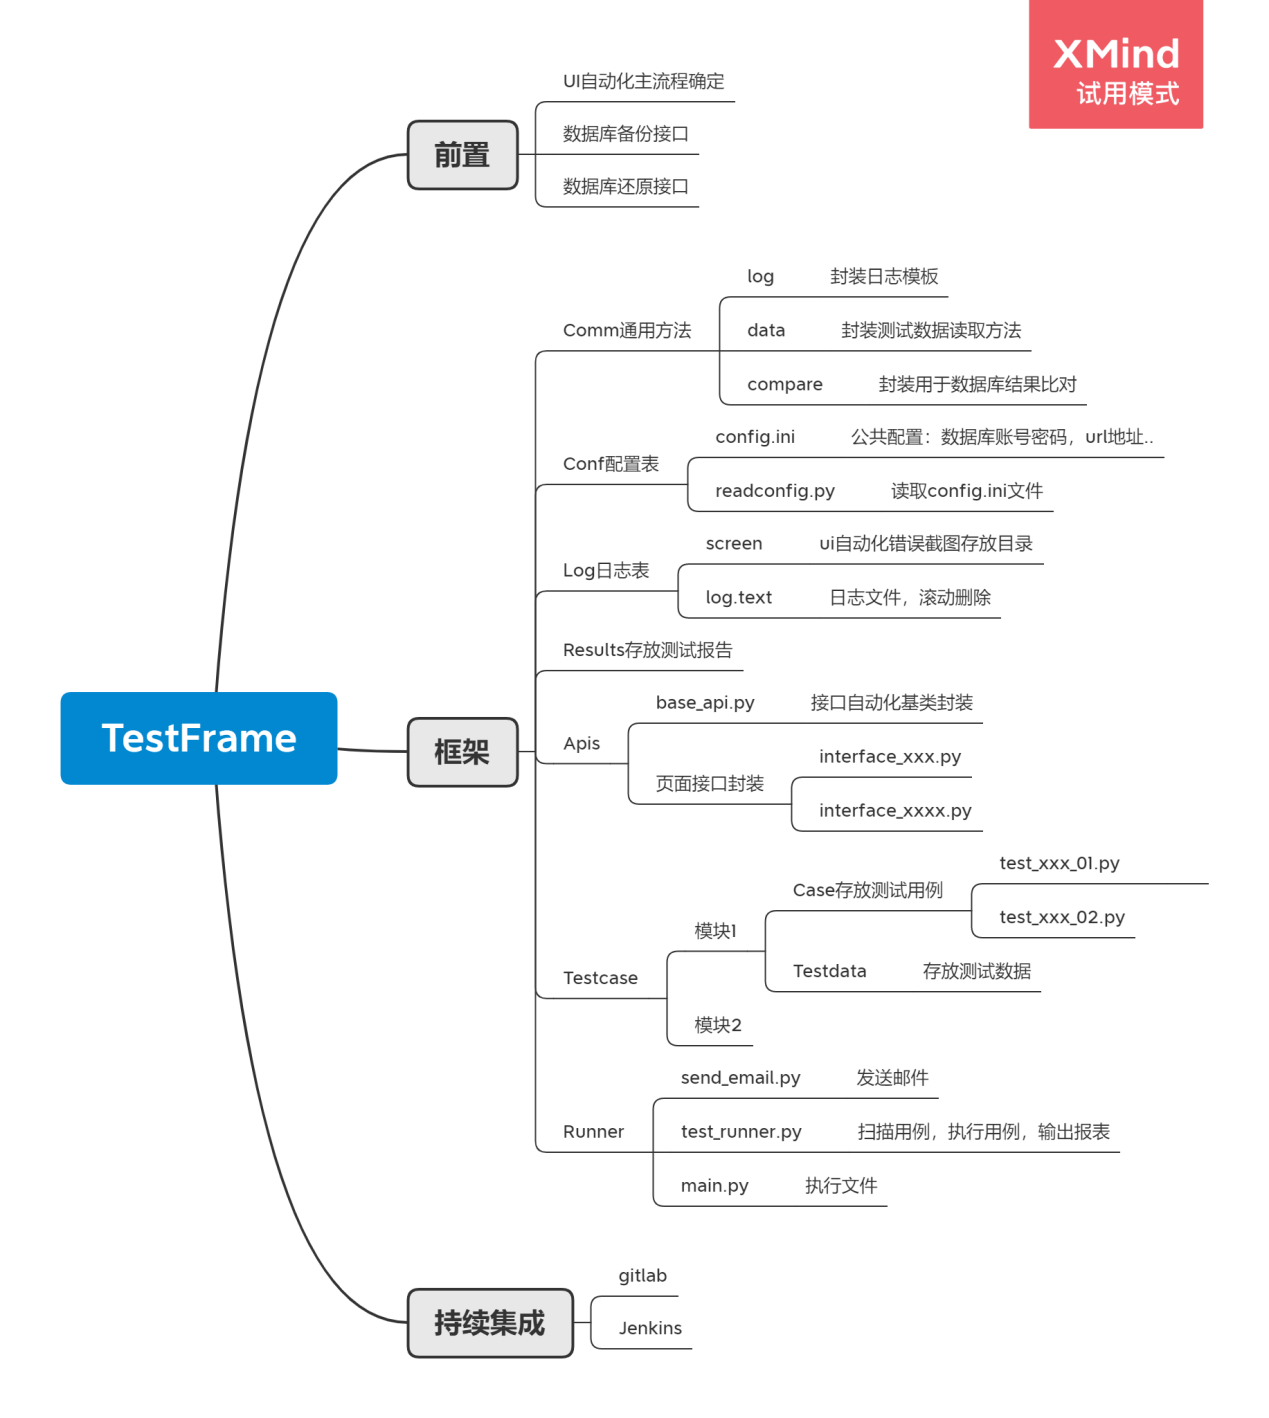 XMind
试用模式
UI自动化主流程确定
前置
数据库备份接口
数据库还原接口
log 封装日志模板
Comm通用方法
data 封装测试数据读取方法
compare 封装用于数据库结果比对
config.ini 公共配置：数据库账号密码，url地址..
Conf配置表
readconfig.py 读取config.ini文件
screen ui自动化错误截图存放目录
Log日志表
log.text 日志文件，滚动删除
Results存放测试报告
base_api.py 接口自动化基类封装
TestFrame
框架
Apis
interface_xxx.py
页面接口封装
interface_xxxx.py
test_xxx_01.py
Case存放测试用例
test_xxx_02.py
模块1
Testdata 存放测试数据
Testcase
模块2
send_email.py 发送邮件
Runner
test_runner.py 扫描用例，执行用例，输出报表
main.py 执行文件
gitlab
持续集成
Jenkins